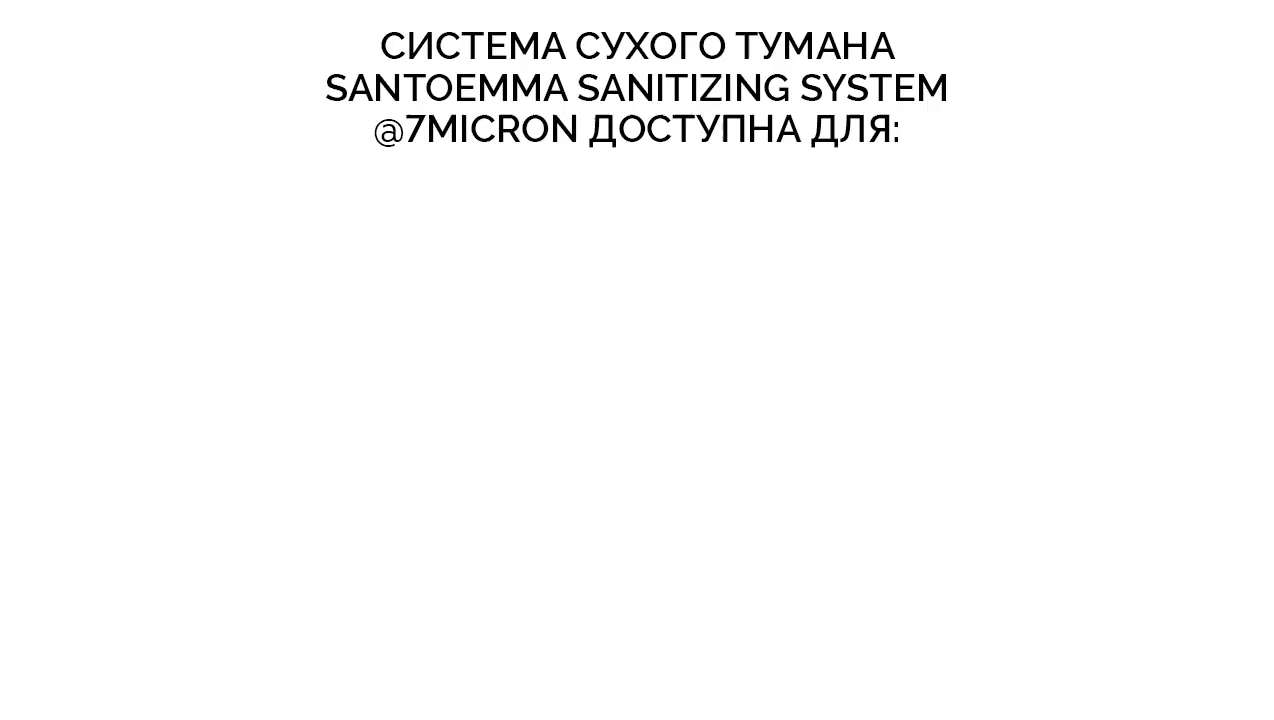 СИСТЕМА СУХОГО ТУМАНА
SANTOEMMA SANITIZING SYSTEM
@7MICRON ДОСТУПНА ДЛЯ: